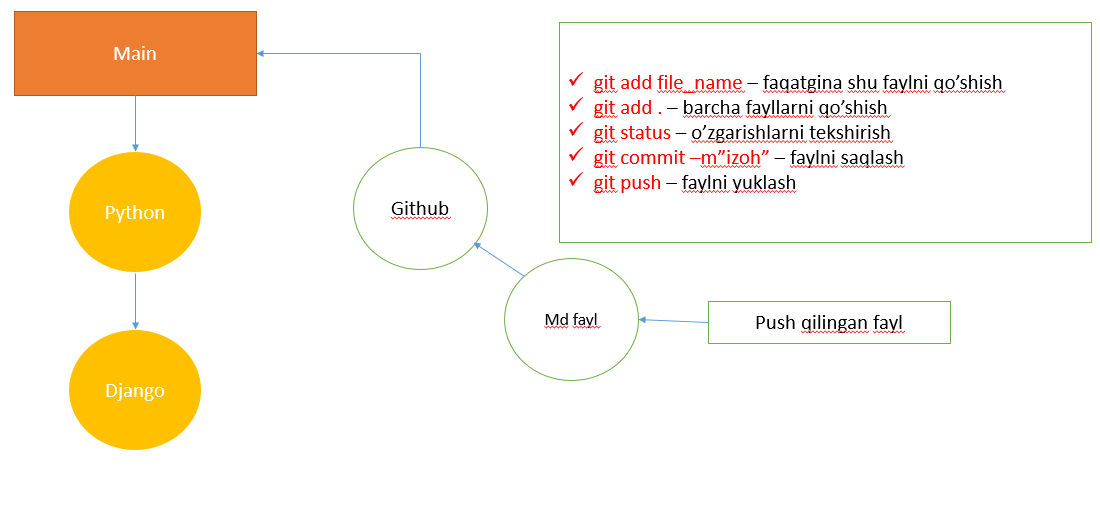 Main
git add file_name – faqatgina shu faylni qo’shish
git add . – barcha fayllarni qo’shish
git status – o’zgarishlarni tekshirish
git commit –m”izoh” – faylni saqlash
git push – faylni yuklash
Python
Github
Md fayl
Push qilingan fayl
Django